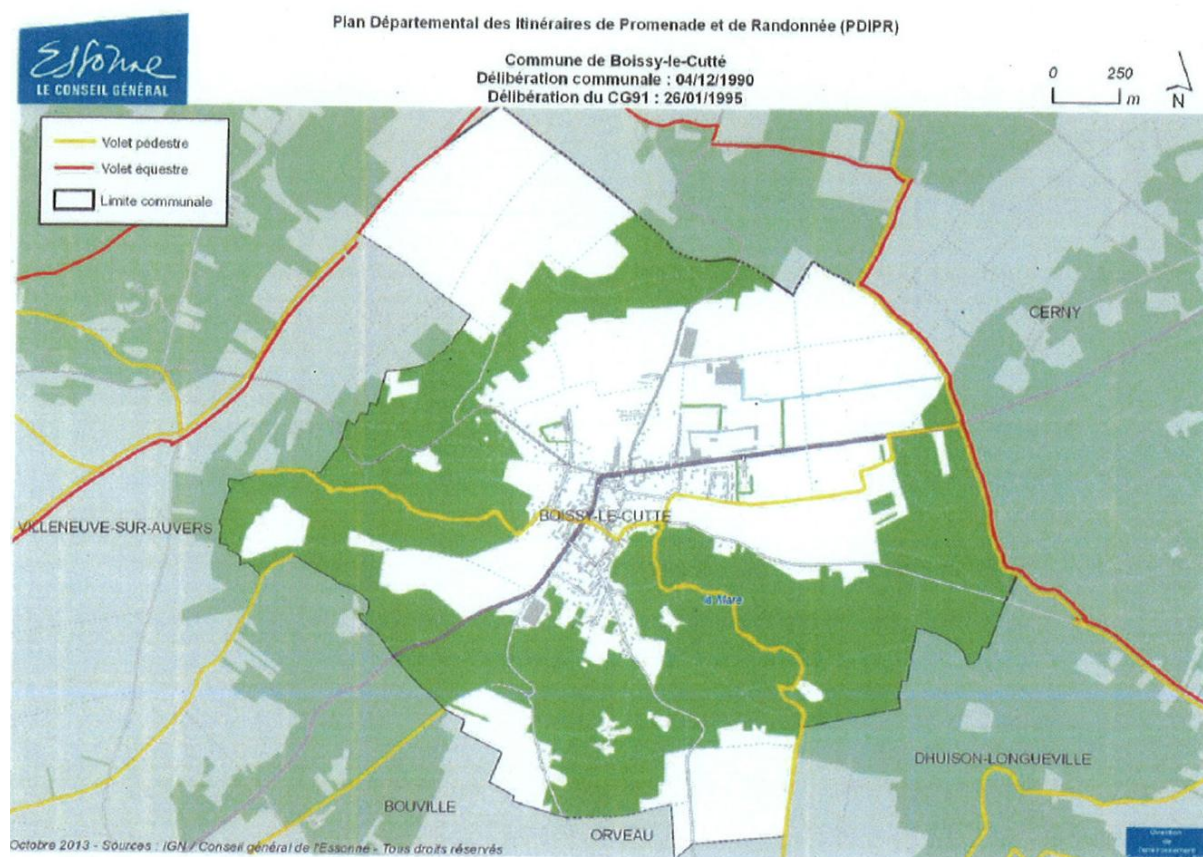 Plan Départemental des Itinéraires de Promenade et de Randonnée (PDIPR)
Essonne
LE CONSEIL GÉNÉRAL
Commune de Boissy-le-Cutté
Délibération communale : 04/12/1990
Délibération du CG91 : 26/01/1995
0 250
m
N
Volet pédestre
Volet équestre
Limite communale
CERNY
VILLENEUVE-SUR-AUVERS
BOISSY-LE-CUTTE
la Mare
DHUISON-LONGUEVILLE
BOUVILLE
ORVEAU
Octobre 2013 - Sources : IGN / Conseil général de l'Essonne - Tous droits réservés
Direction
de
l'environnement